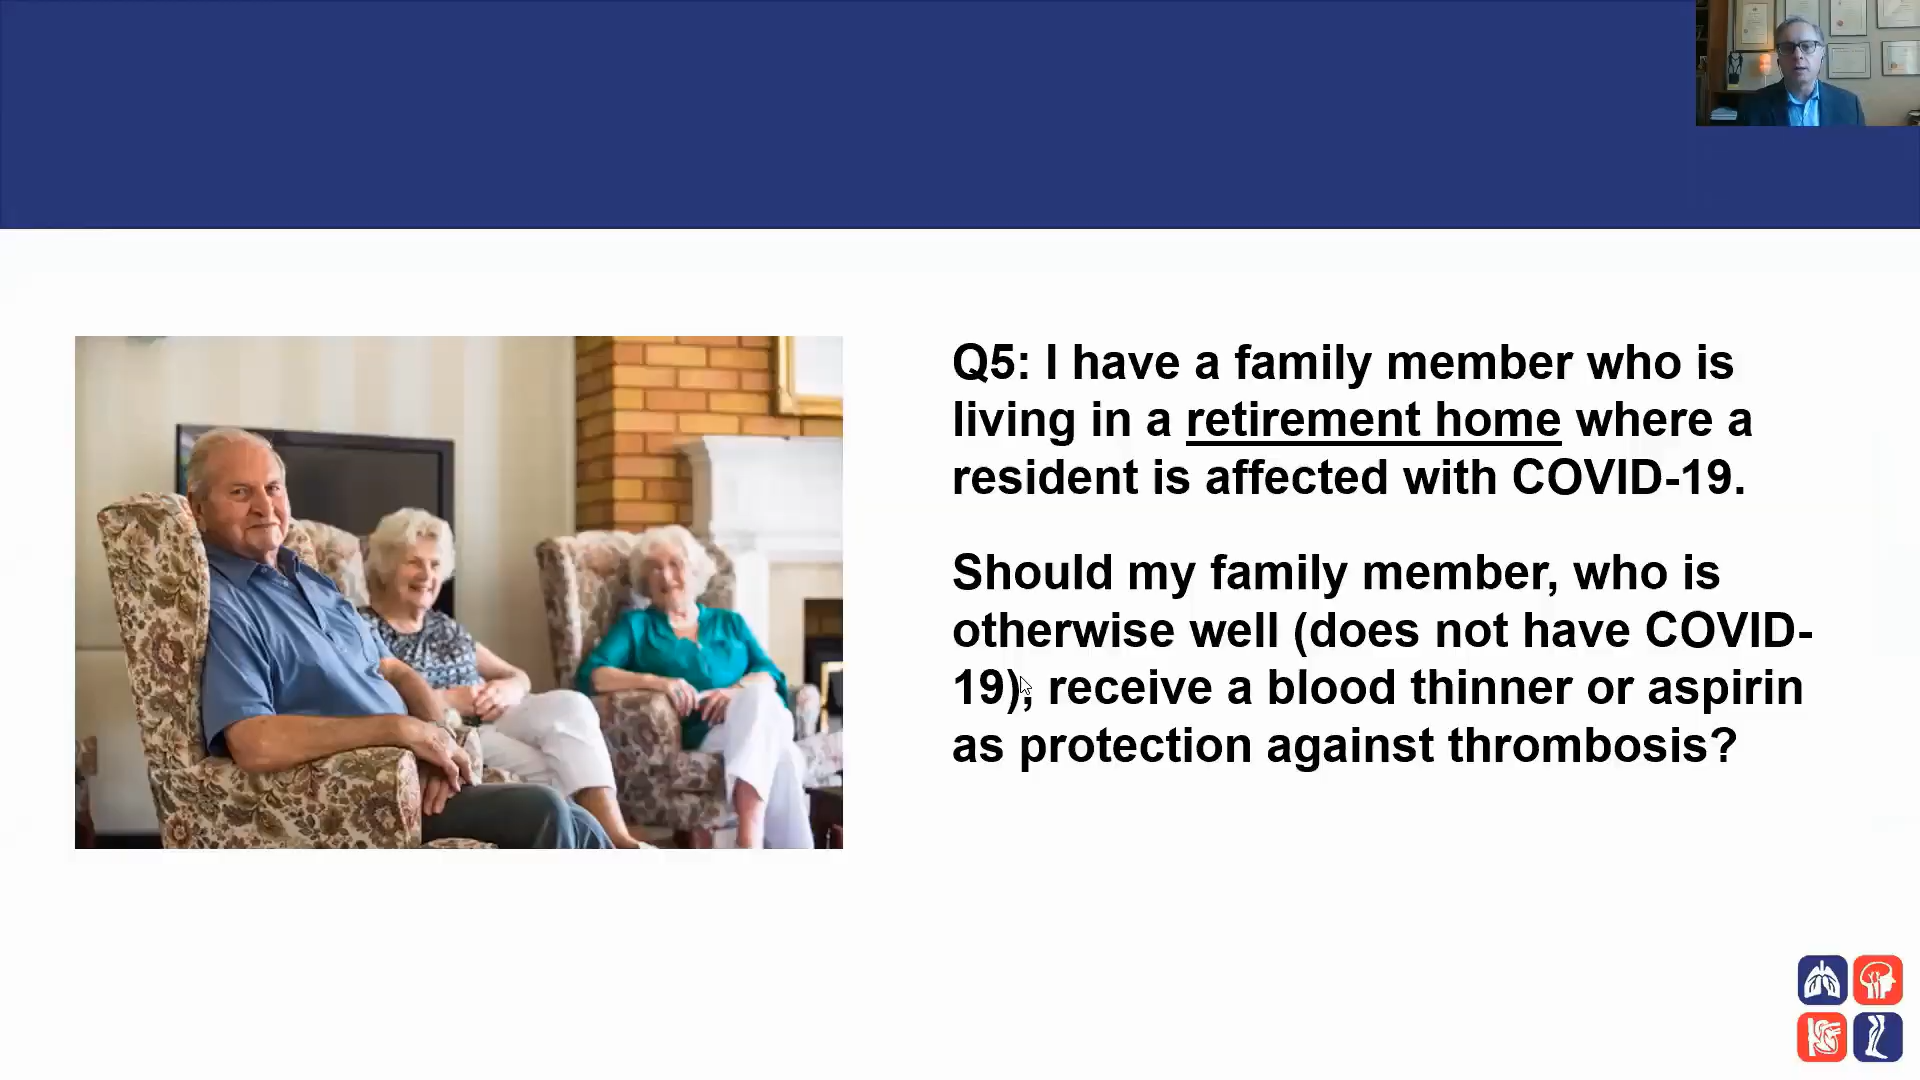 Q5: I have a family member who is
living in a retirement home where a
resident is affected with COVID-19.
Should my family member, who is
otherwise well (does not have COVID-
19), receive a blood thinner or aspirin
as protection against thrombosis?